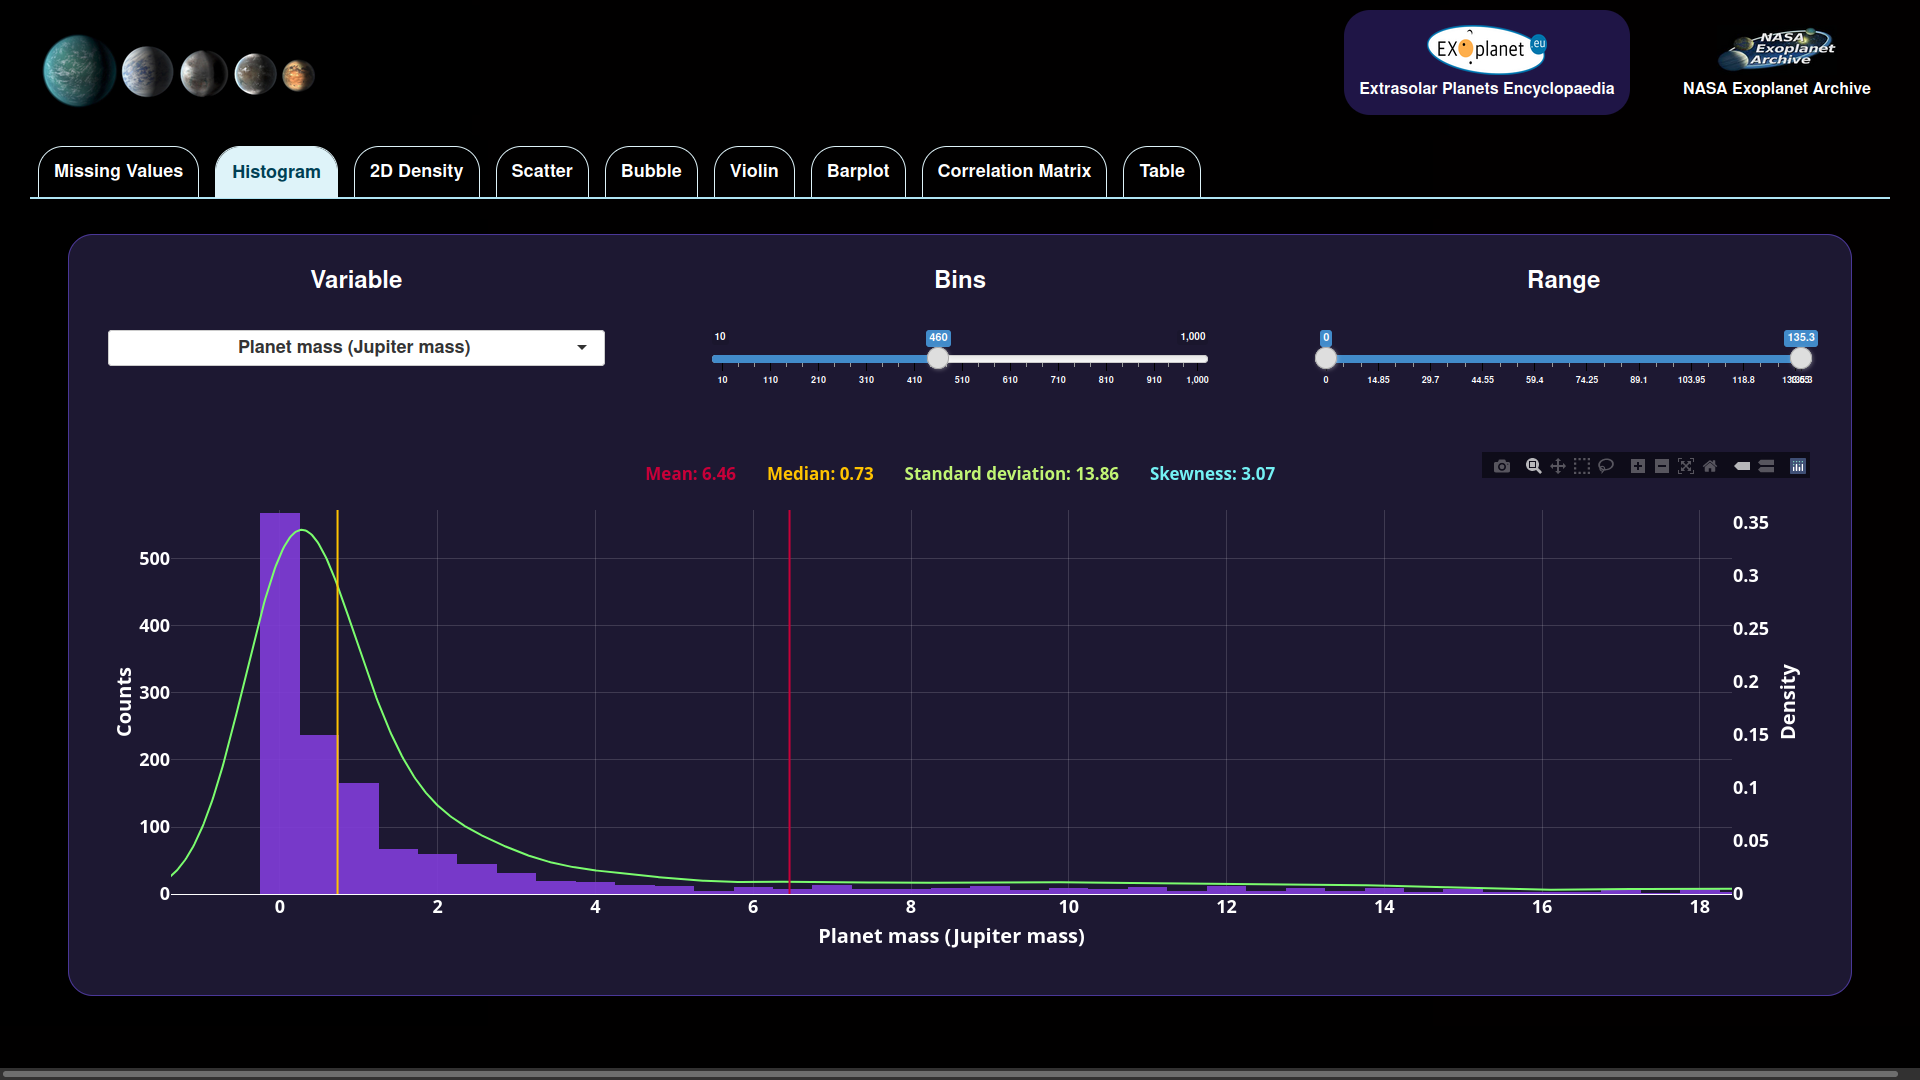 EXOplanet .eu
Extrasolar Planets Encyclopaedia
NASA
Exoplanet
Archive
NASA Exoplanet Archive
Missing Values
Histogram
2D Density
Scatter
Bubble
Violin
Barplot
Correlation Matrix
Table
Variable
Bins
Range
Planet mass (Jupiter mass)
10 460 1,000
10 110 210 310 410 510 610 710 810 910 1,000
0 135.3
0 14.85 29.7 44.55 59.4 74.25 89.1 103.95 118.8
Mean: 6.46 Median: 0.73 Standard deviation: 13.86 Skewness: 3.07
Counts
500
400
300
200
100
0
0.35
0.3
0.25
0.2
0.15
0.1
0.05
0
Density
0 2 4 6 8 10 12 14 16 18
Planet mass (Jupiter mass)